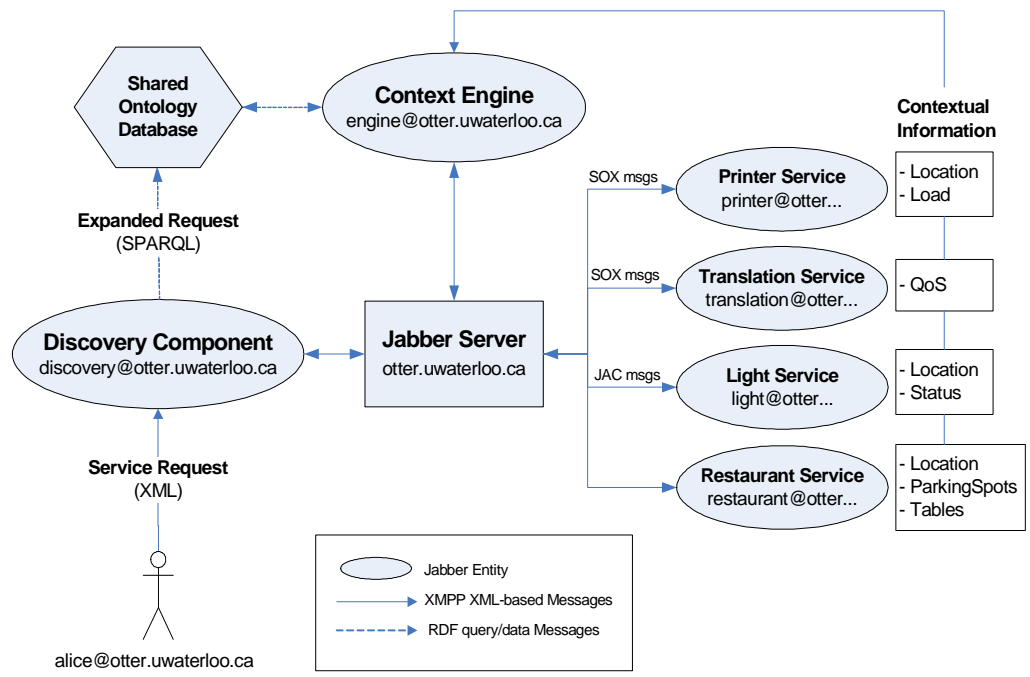 Shared
Ontology
Database
Context Engine
engine@otter.uwaterloo.ca
Contextual
Information
SOX msgs
Printer Service
printer@otter...
- Location
- Load
Expanded Request
(SPARQL)
SOX msgs
Translation Service
translation@otter...
- QoS
Discovery Component
discovery@otter.uwaterloo.ca
Jabber Server
otter.uwaterloo.ca
JAC msgs
Light Service
light@otter...
- Location
- Status
Service Request
(XML)
Restaurant Service
restaurant@otter...
- Location
- ParkingSpots
- Tables
Jabber Entity
XMPP XML-based Messages
RDF query/data Messages
alice@otter.uwaterloo.ca